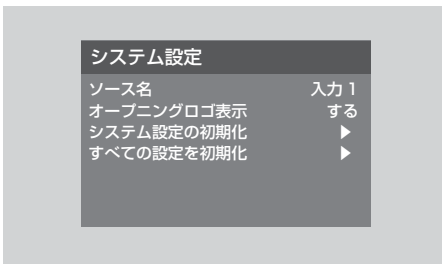 システム設定
ソース名 入力 1
オープニングロゴ表示 する
システム設定の初期化 ▶
すべての設定を初期化 ▶